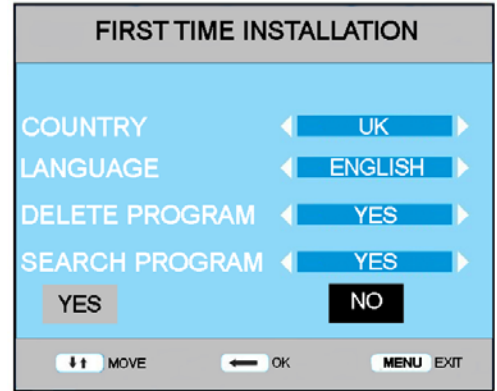 FIRST TIME INSTALLATION
COUNTRY UK
LANGUAGE ENGLISH
DELETE PROGRAM YES
SEARCH PROGRAM YES
YES NO
MOVE OK MENU EXIT